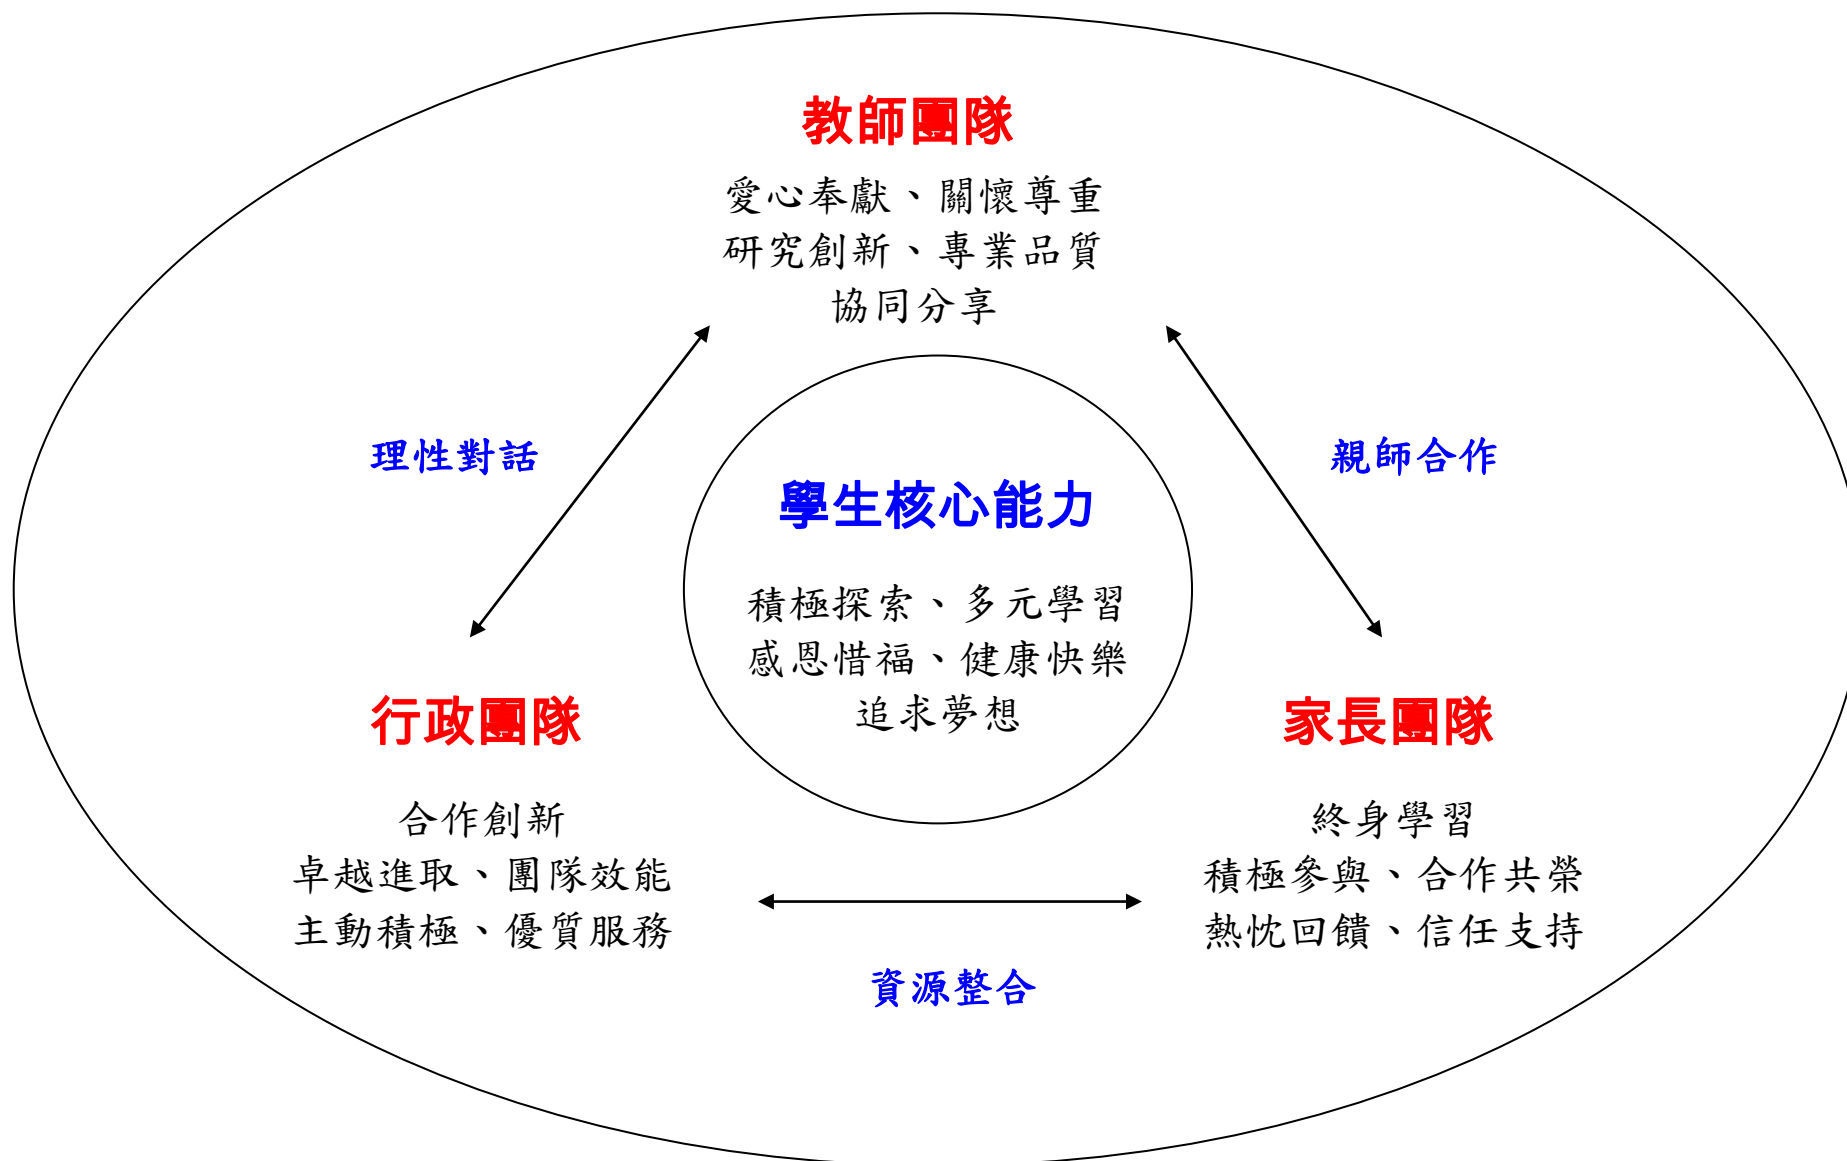 教師團隊
愛心奉獻、關懷尊重
研究創新、專業品質
協同分享
理性對話
親師合作
學生核心能力
積極探索、多元學習
感恩惜福、健康快樂
追求夢想
行政團隊
家長團隊
合作創新
卓越進取、團隊效能
主動積極、優質服務
終身學習
積極參與、合作共榮
熱忱回饋、信任支持
資源整合